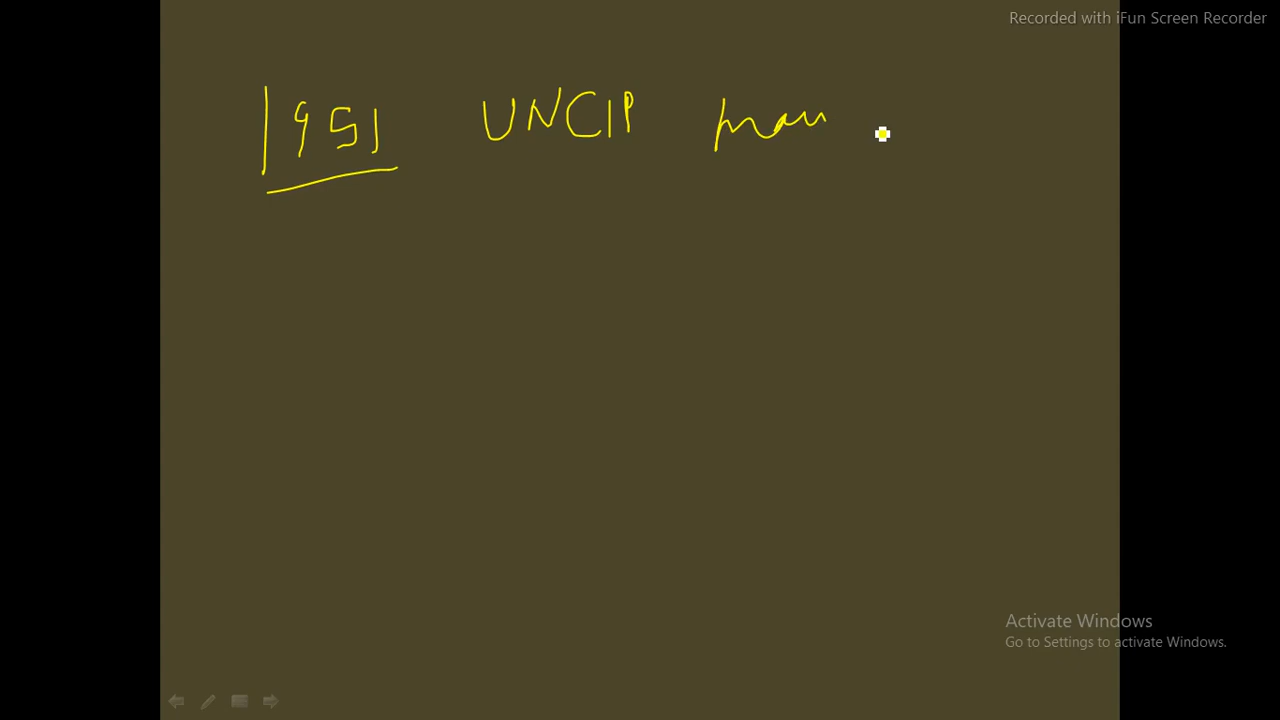 Recorded with iFun Screen Recorder
1951 UNCIP
Activate Windows
Go to Settings to activate Windows.